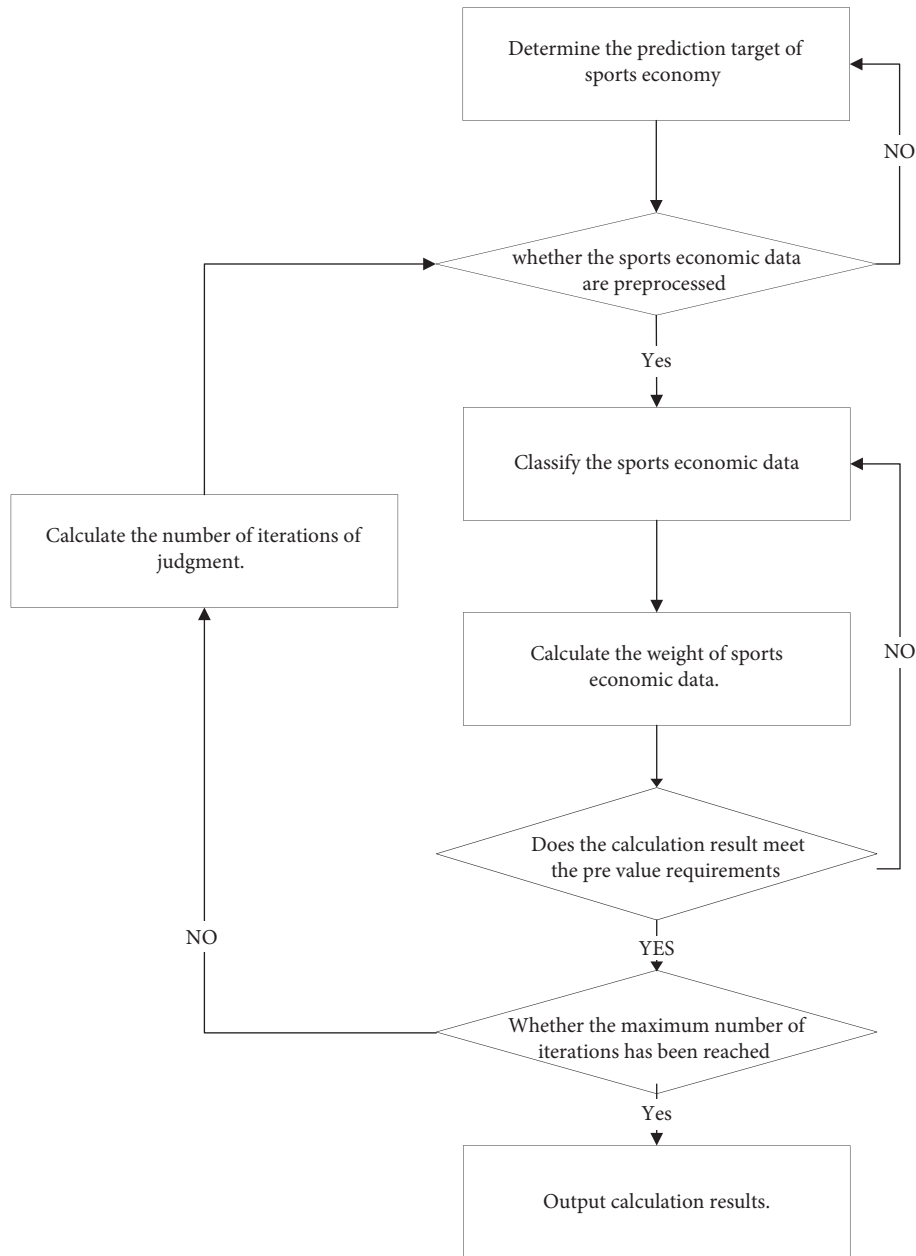 Determine the prediction target of
sports economy
NO
whether the sports economic data
are preprocessed
Yes
Classify the sports economic data
Calculate the number of iterations of
judgment.
Calculate the weight of sports
economic data.
NO
Does the calculation result meet
the pre value requirements
NO
YES
Whether the maximum number of
iterations has been reached
Yes
Output calculation results.